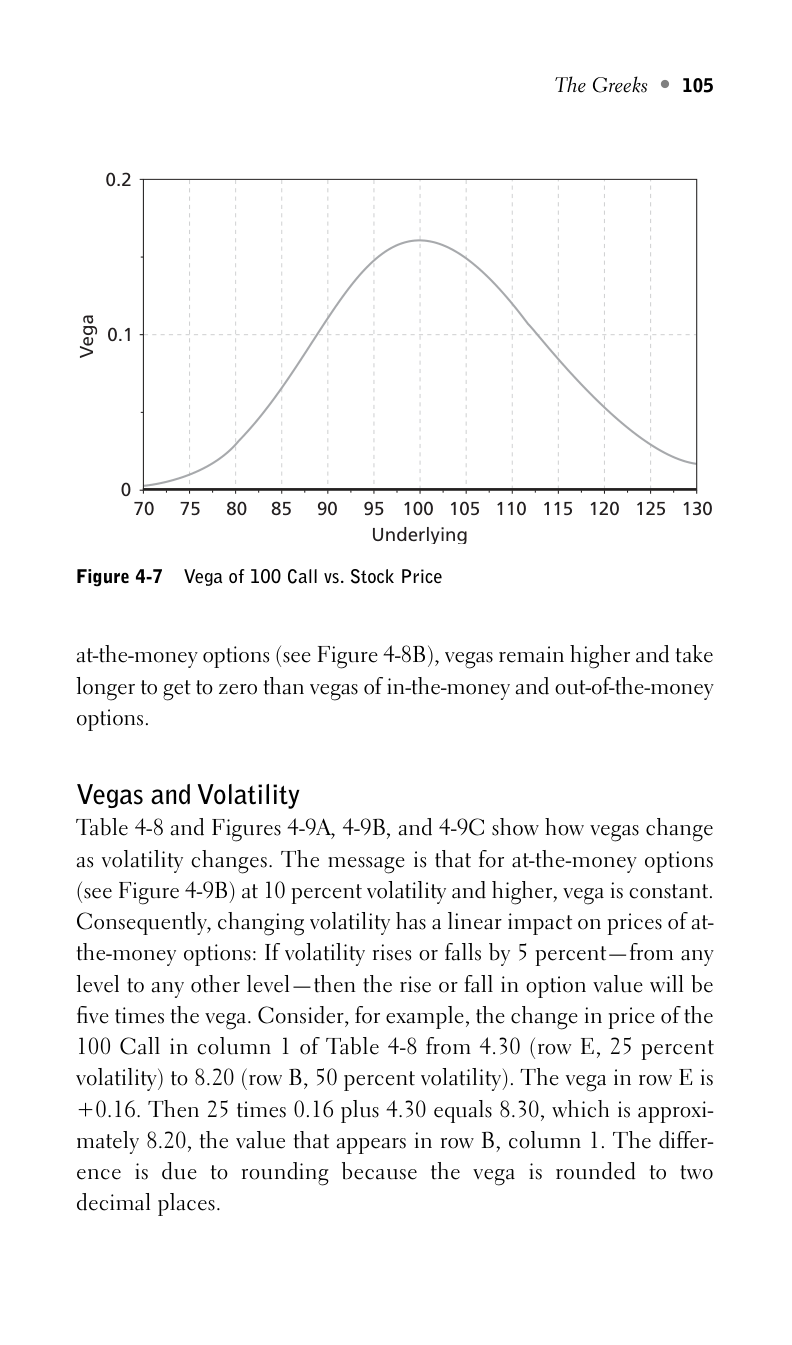 The Greeks • 105
0.2
Vega
0.1
0
70 75 80 85 90 95 100 105 110 115 120 125 130
Underlying
Figure 4-7 Vega of 100 Call vs. Stock Price
at-the-money options (see Figure 4-8B), vegas remain higher and take
longer to get to zero than vegas of in-the-money and out-of-the-money
options.
Vegas and Volatility
Table 4-8 and Figures 4-9A, 4-9B, and 4-9C show how vegas change
as volatility changes. The message is that for at-the-money options
(see Figure 4-9B) at 10 percent volatility and higher, vega is constant.
Consequently, changing volatility has a linear impact on prices of at-
the-money options: If volatility rises or falls by 5 percent—from any
level to any other level—then the rise or fall in option value will be
five times the vega. Consider, for example, the change in price of the
100 Call in column 1 of Table 4-8 from 4.30 (row E, 25 percent
volatility) to 8.20 (row B, 50 percent volatility). The vega in row E is
+0.16. Then 25 times 0.16 plus 4.30 equals 8.30, which is approxi-
mately 8.20, the value that appears in row B, column 1. The differ-
ence is due to rounding because the vega is rounded to two
decimal places.